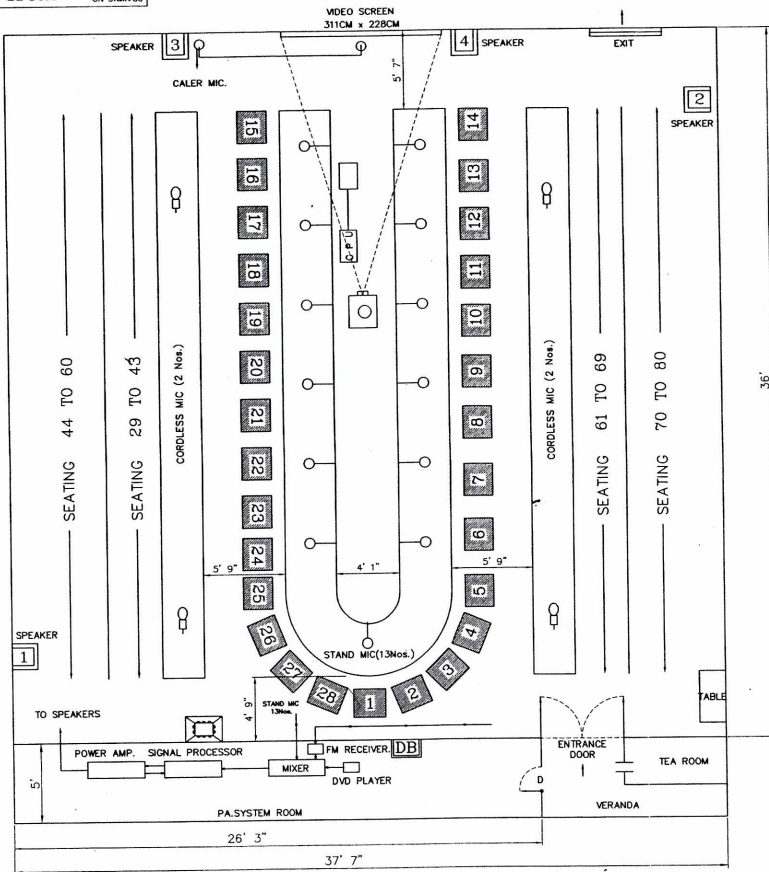 VIDEO SCREEN
311CM x 228CM
SPEAKER
3
4
SPEAKER
EXIT
CALER MIC.
5' 7"
2
SPEAKER
15
14
16
13
17
12
C-P-U
18
11
19
10
20
9
21
8
22
7
23
6
24
25
5
26
4
27
3
28
1
2
SEATING 44 TO 60
SEATING 29 TO 43
CORDLESS MIC (2 Nos.)
CORDLESS MIC (2 Nos.)
SEATING 61 TO 69
SEATING 70 TO 80
36'
5' 9"
4' 1"
5' 9"
STAND MIC(13Nos.)
SPEAKER
1
4' 9"
STAND MIC
13Nos.
TABLE
TO SPEAKERS
POWER AMP.
SIGNAL PROCESSOR
MIXER
FM RECEIVER.
DB
DVD PLAYER
ENTRANCE
DOOR
TEA ROOM
D
5'
PA.SYSTEM ROOM
VERANDA
26' 3"
37' 7"